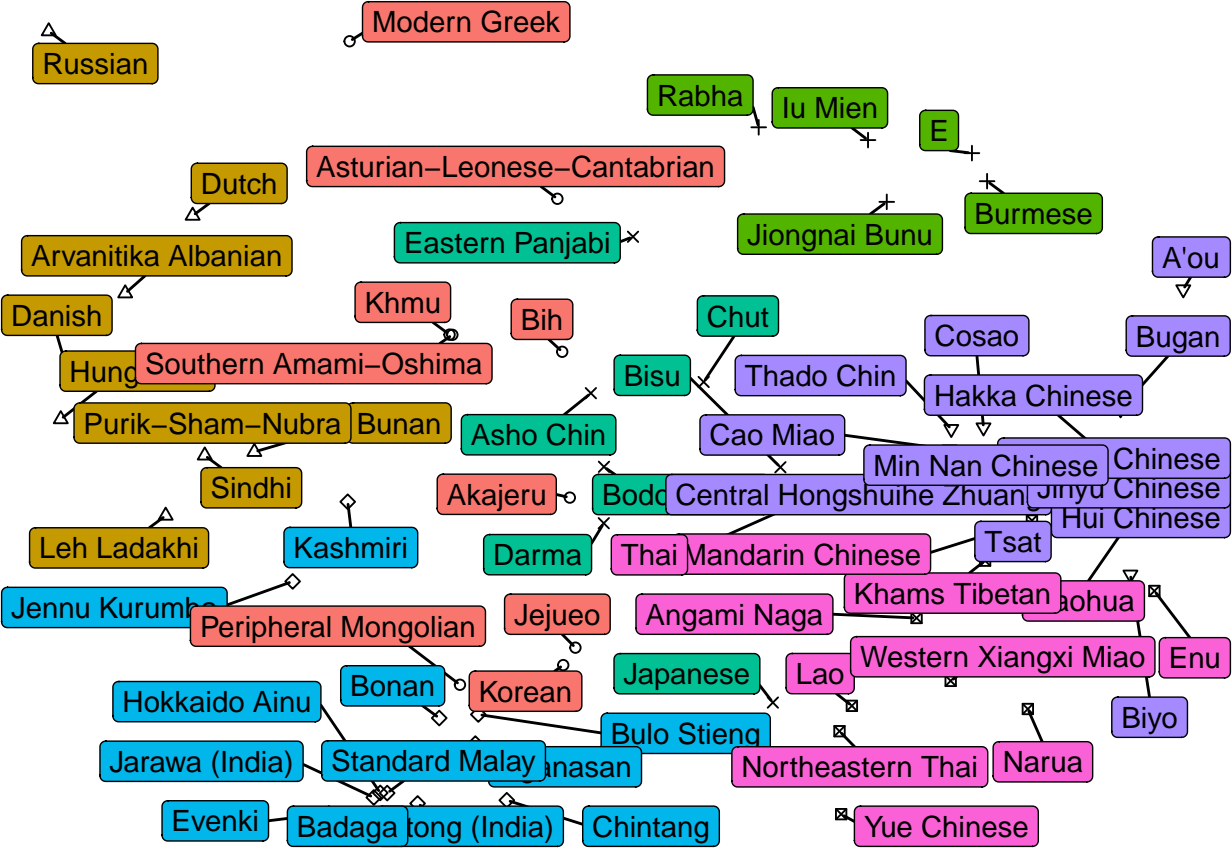 Modern Greek
Russian
Rabha
Iu Mien
E
Asturian−Leonese−Cantabrian
Dutch
Burmese
Jiongnai Bunu
Eastern Panjabi
Arvanitika Albanian
A'ou
Khmu
Danish
Bih
Chut
Cosao
Bugan
Southern Amami−Oshima
Bisu
Thado Chin
Hakka Chinese
Purik−Sham−Nubra
Bunan
Asho Chin
Cao Miao
Chinese
Min Nan Chinese
Sindhi
Akajeru
Central Hongshuihe Zhuang
Jinyu Chinese
Hui Chinese
Leh Ladakhi
Kashmiri
Darma
Thai
Mandarin Chinese
Tsat
Khams Tibetan
Jennu Kurumba
Peripheral Mongolian
Jejueo
Angami Naga
Western Xiangxi Miao
Enu
Japanese
Lao
Bonan
Korean
Hokkaido Ainu
Biyo
Bulo Stieng
Jarawa (India)
Standard Malay
Northeastern Thai
Narua
Evenki
Badaga
(India)
Chintang
Yue Chinese